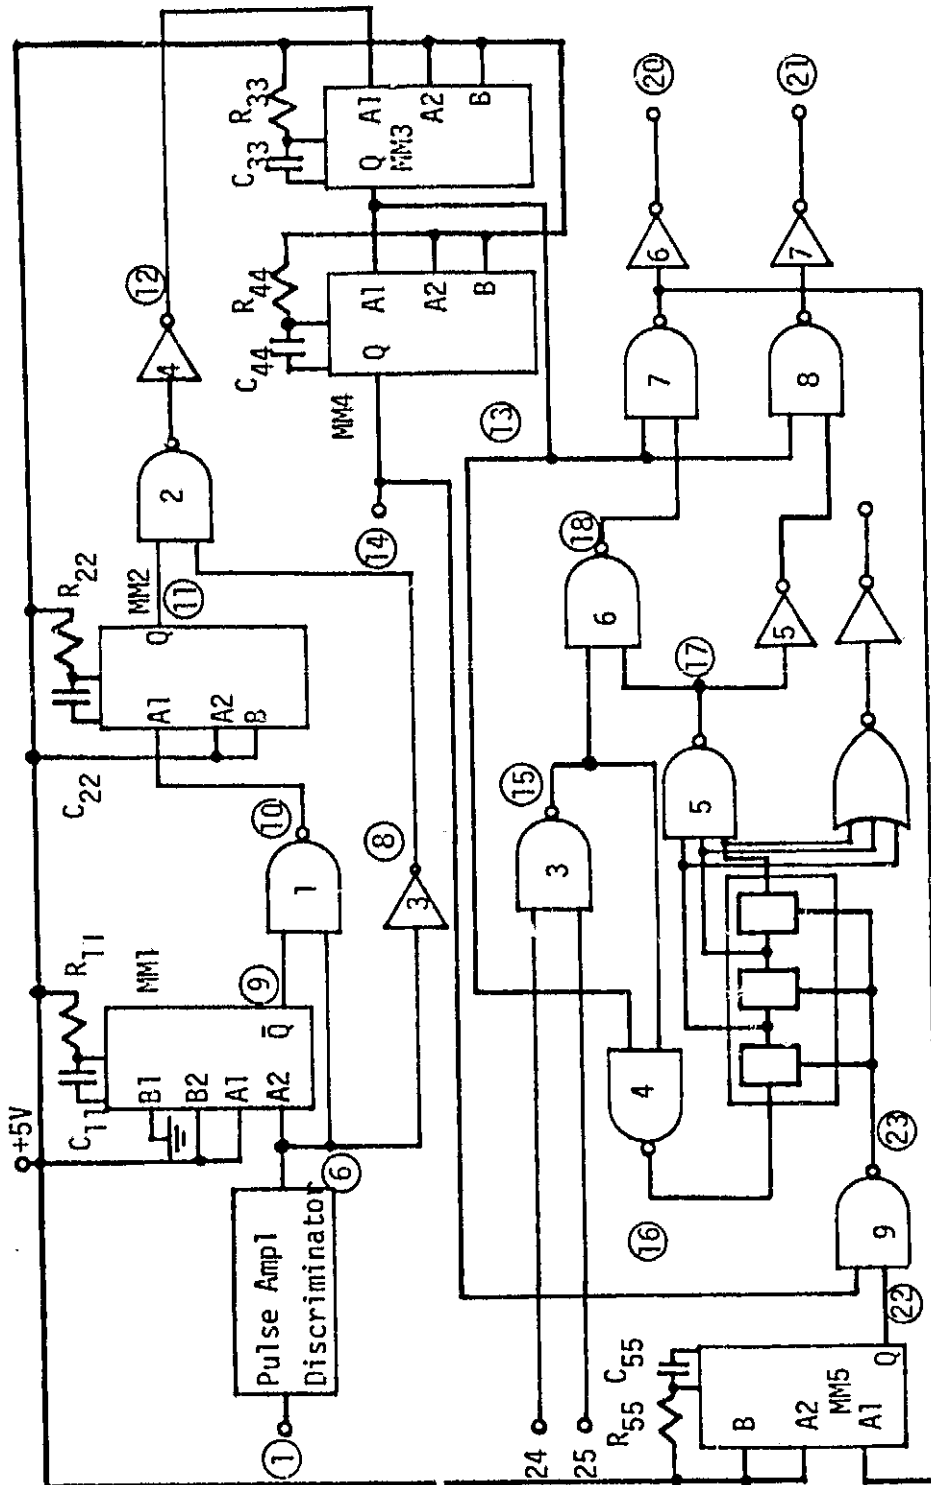 +5V
C11
R11
MM1
B1
B2
A1
A2
Q̄
9
10
C22
R22
MM2
A1
A2
B
Q
11
12
Pulse Ampl
Discriminator
1
6
8
1
2
3
4
C44
R44
MM4
Q
A1
A2
B
C33
R33
MM3
Q
A1
A2
B
13
14
24
25
3
15
4
16
5
17
6
18
5
7
8
6
7
20
21
R55
C55
MM5
B
A2
A1
Q
22
9
23